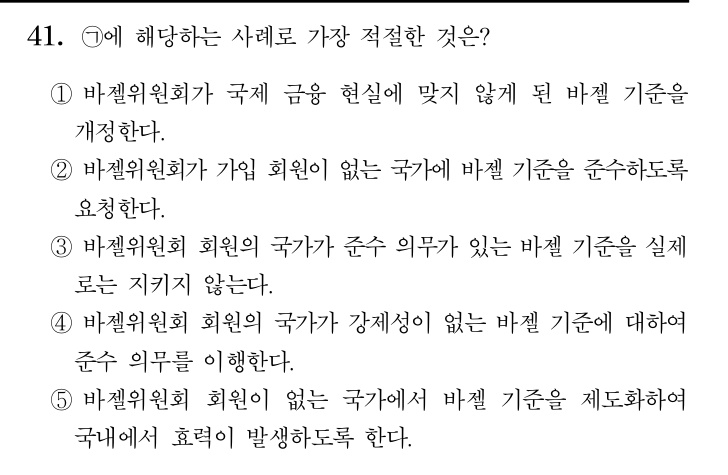 41. ㉠에 해당하는 사례로 가장 적절한 것은?
① 바젤위원회가 국제 금융 현실에 맞지 않게 된 바젤 기준을
개정한다.
② 바젤위원회가 가입 회원이 없는 국가에 바젤 기준을 준수하도록
요청한다.
③ 바젤위원회 회원의 국가가 준수 의무가 있는 바젤 기준을 실제
로는 지키지 않는다.
④ 바젤위원회 회원의 국가가 강제성이 없는 바젤 기준에 대하여
준수 의무를 이행한다.
⑤ 바젤위원회 회원이 없는 국가에서 바젤 기준을 제도화하여
국내에서 효력이 발생하도록 한다.